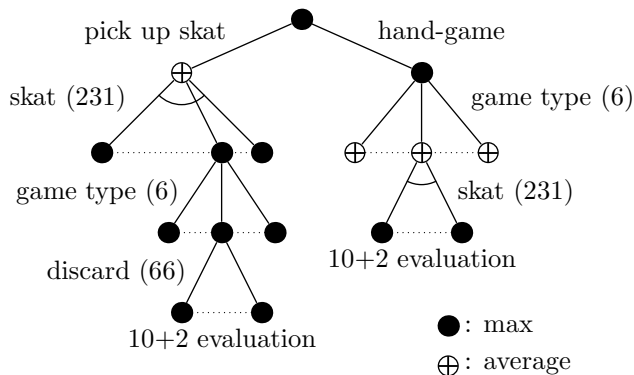 pick up skat
hand-game
skat (231)
game type (6)
game type (6)
skat (231)
discard (66)
10+2 evaluation
10+2 evaluation
: max
: average